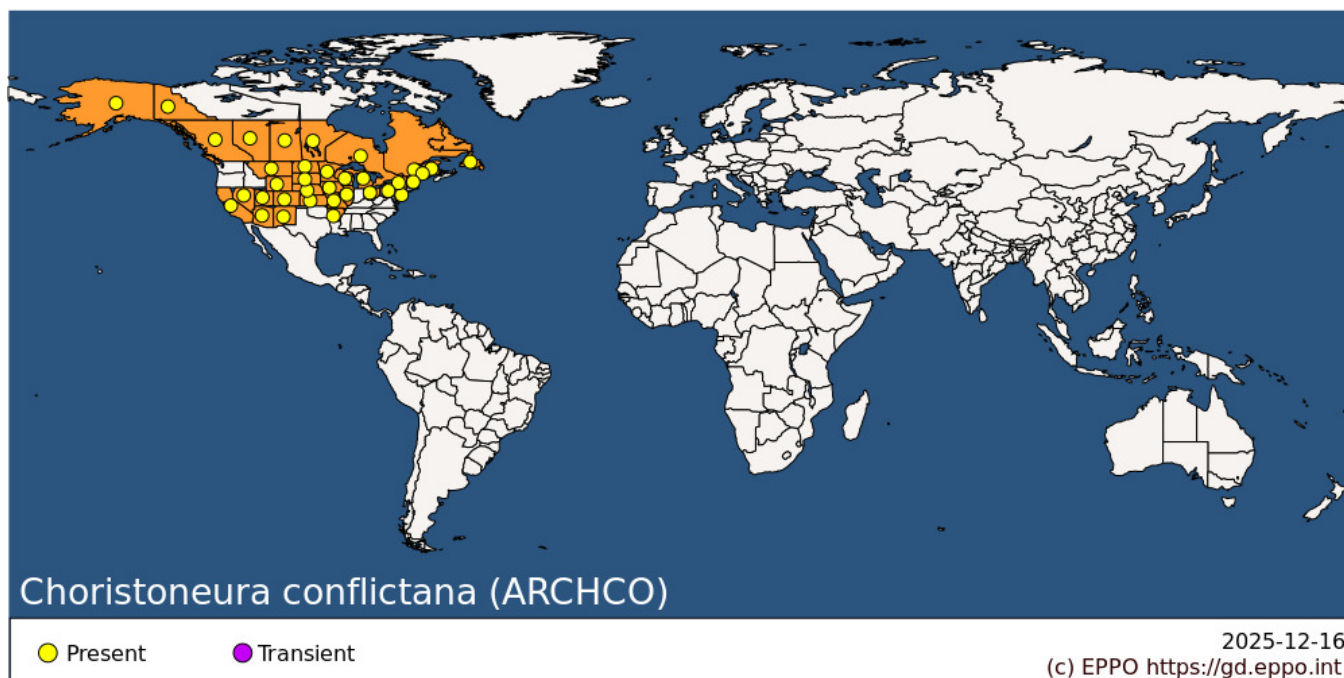 Choristoneura conflictana (ARCHCO)
Present
Transient
2025-12-16
(c) EPPO https://gd.eppo.int